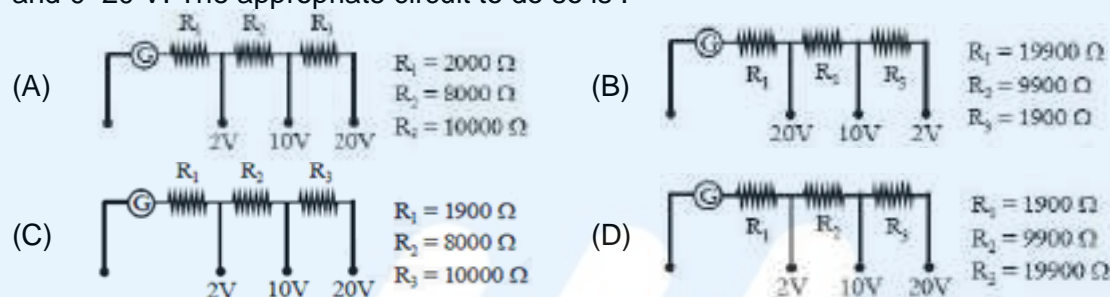 and 0–20 V. The appropriate circuit to do so is :
(A) G R₁ R₂ R₃ 2V 10V 20V
R₁ = 2000 Ω
R₂ = 8000 Ω
R₃ = 10000 Ω
(B) G R₁ R₂ R₃ 20V 10V 2V
R₁ = 19900 Ω
R₂ = 9900 Ω
R₃ = 1900 Ω
(C) G R₁ R₂ R₃ 2V 10V 20V
R₁ = 1900 Ω
R₂ = 8000 Ω
R₃ = 10000 Ω
(D) G R₁ R₂ R₃ 2V 10V 20V
R₁ = 1900 Ω
R₂ = 9900 Ω
R₃ = 19900 Ω